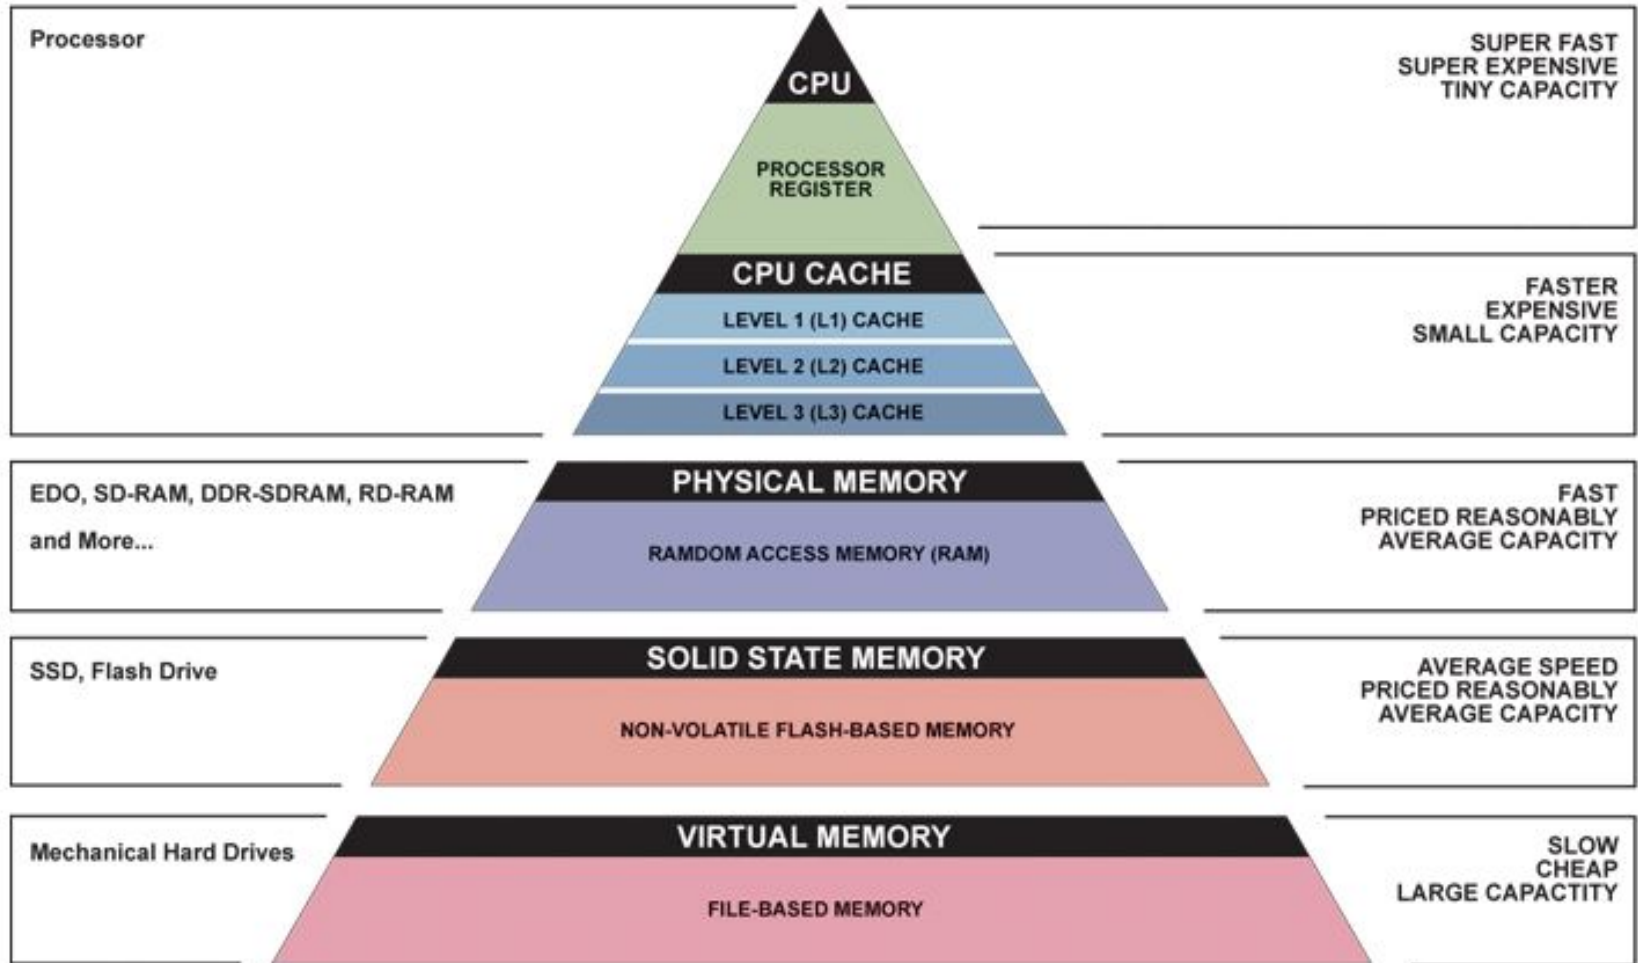 Processor
CPU
SUPER FAST
SUPER EXPENSIVE
TINY CAPACITY
PROCESSOR
REGISTER
CPU CACHE
LEVEL 1 (L1) CACHE
LEVEL 2 (L2) CACHE
LEVEL 3 (L3) CACHE
FASTER
EXPENSIVE
SMALL CAPACITY
EDO, SD-RAM, DDR-SDRAM, RD-RAM
and More...
PHYSICAL MEMORY
RAMDOM ACCESS MEMORY (RAM)
FAST
PRICED REASONABLY
AVERAGE CAPACITY
SSD, Flash Drive
SOLID STATE MEMORY
NON-VOLATILE FLASH-BASED MEMORY
AVERAGE SPEED
PRICED REASONABLY
AVERAGE CAPACITY
Mechanical Hard Drives
VIRTUAL MEMORY
FILE-BASED MEMORY
SLOW
CHEAP
LARGE CAPACTITY